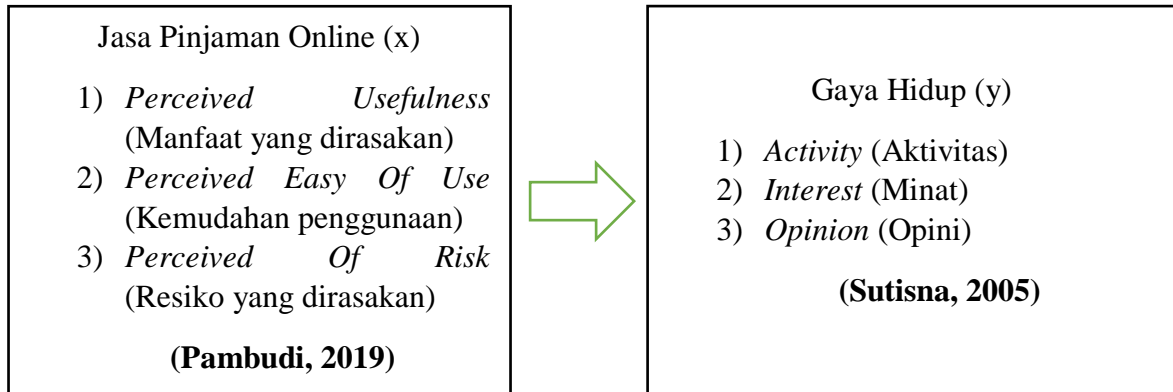 Jasa Pinjaman Online (x)
1) Perceived Usefulness
(Manfaat yang dirasakan)
2) Perceived Easy Of Use
(Kemudahan penggunaan)
3) Perceived Of Risk
(Resiko yang dirasakan)
(Pambudi, 2019)
Gaya Hidup (y)
1) Activity (Aktivitas)
2) Interest (Minat)
3) Opinion (Opini)
(Sutisna, 2005)